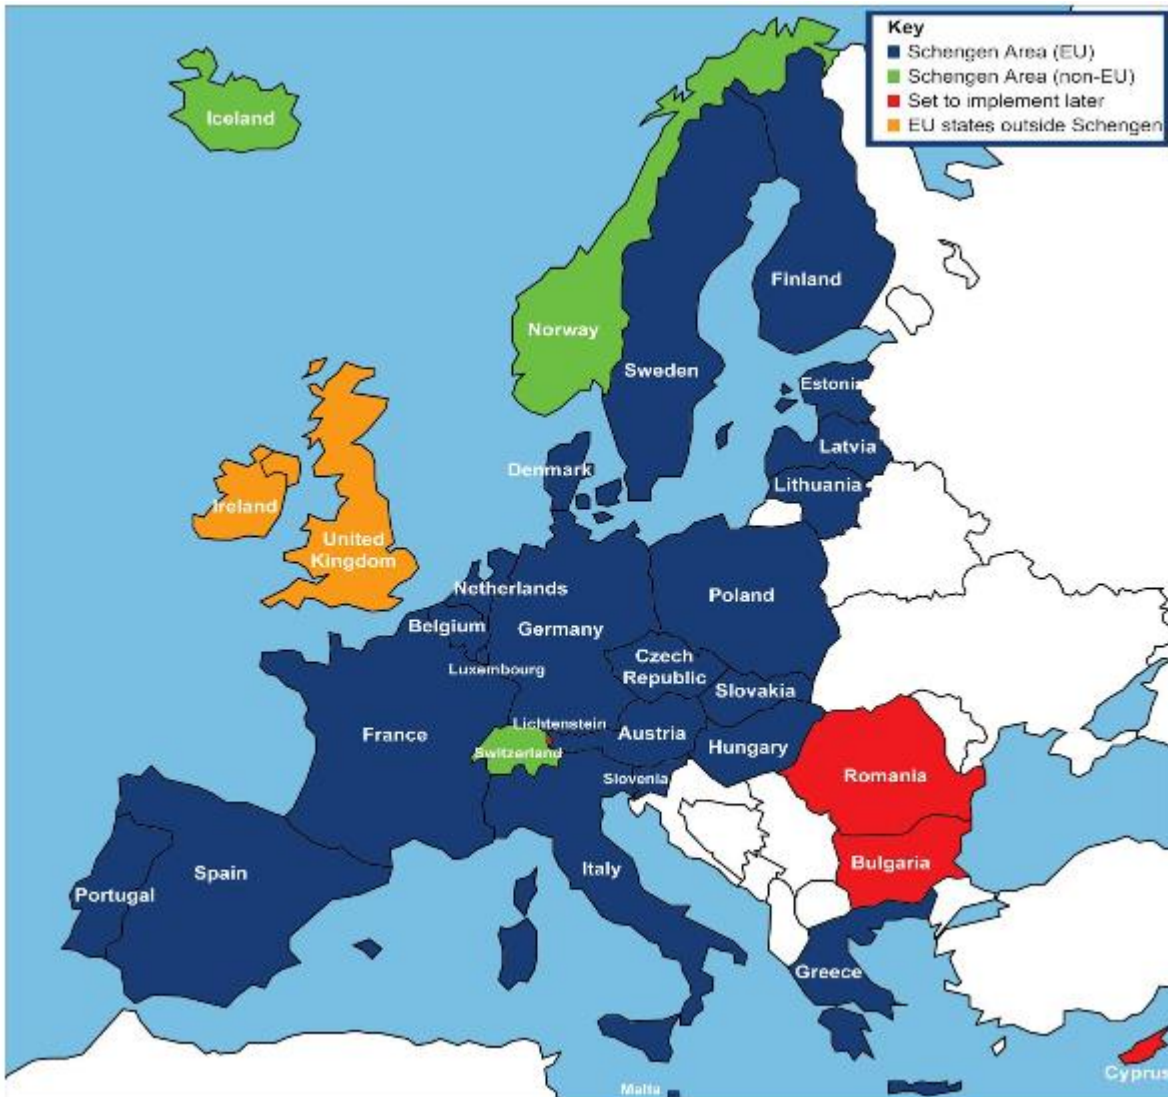 Key
Schengen Area (EU)
Schengen Area (non-EU)
Set to implement later
EU states outside Schengen
Iceland
Finland
Norway
Sweden
Estonia
Latvia
Denmark
Lithuania
Ireland
United
Kingdom
Netherlands
Poland
Belgium
Germany
Czech
Republic
Luxembourg
Slovakia
Lichtenstein
France
Austria
Switzerland
Hungary
Slovenia
Romania
Bulgaria
Italy
Spain
Portugal
Greece
Cyprus
Malta